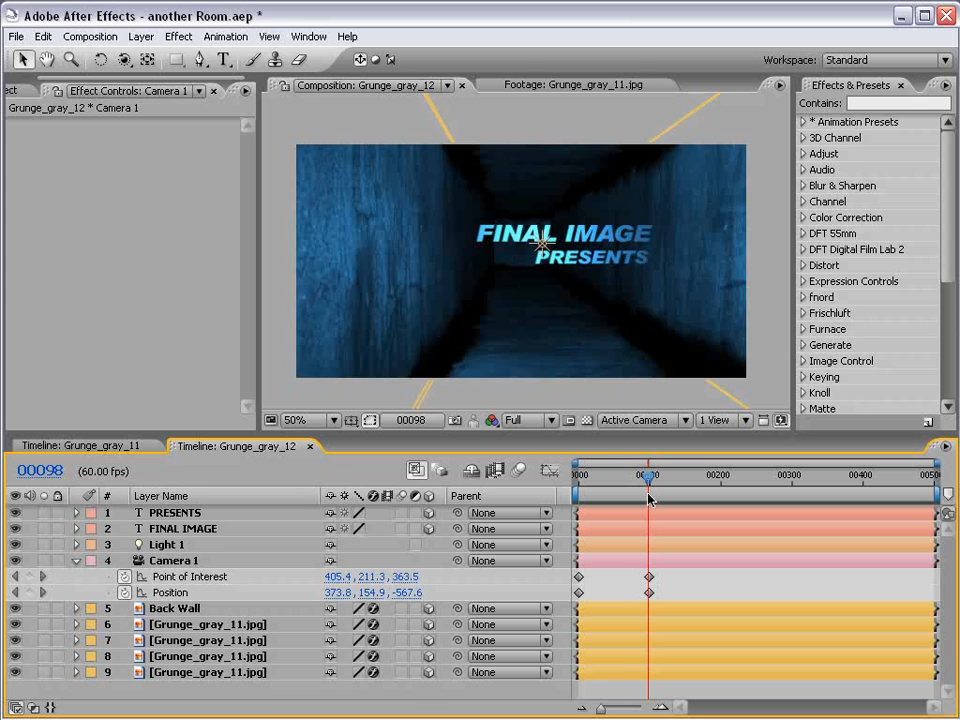 Adobe After Effects - another Room.aep *
File Edit Composition Layer Effect Animation View Window Help
Workspace: Standard
Effect Controls: Camera 1
Grunge_gray_12 * Camera 1
Composition: Grunge_gray_12
Footage: Grunge_gray_11.jpg
FINAL IMAGE
PRESENTS
50%
00098
Full
Active Camera
1 View
Effects & Presets
Contains:
* Animation Presets
3D Channel
Adjust
Audio
Blur & Sharpen
Channel
Color Correction
DFT 55mm
DFT Digital Film Lab 2
Distort
Expression Controls
fnord
Frischluft
Furnace
Generate
Image Control
Keying
Knoll
Matte
Timeline: Grunge_gray_11
Timeline: Grunge_gray_12
00098 (60.00 fps)
00200 00300 00400
# Layer Name Parent
1 T PRESENTS None
2 T FINAL IMAGE None
3 Light 1 None
4 Camera 1 None
Point of Interest 405.4, 211.3, 363.5
Position 373.8, 154.9, -567.6
5 Back Wall None
6 [Grunge_gray_11.jpg] None
7 [Grunge_gray_11.jpg] None
8 [Grunge_gray_11.jpg] None
9 [Grunge_gray_11.jpg] None